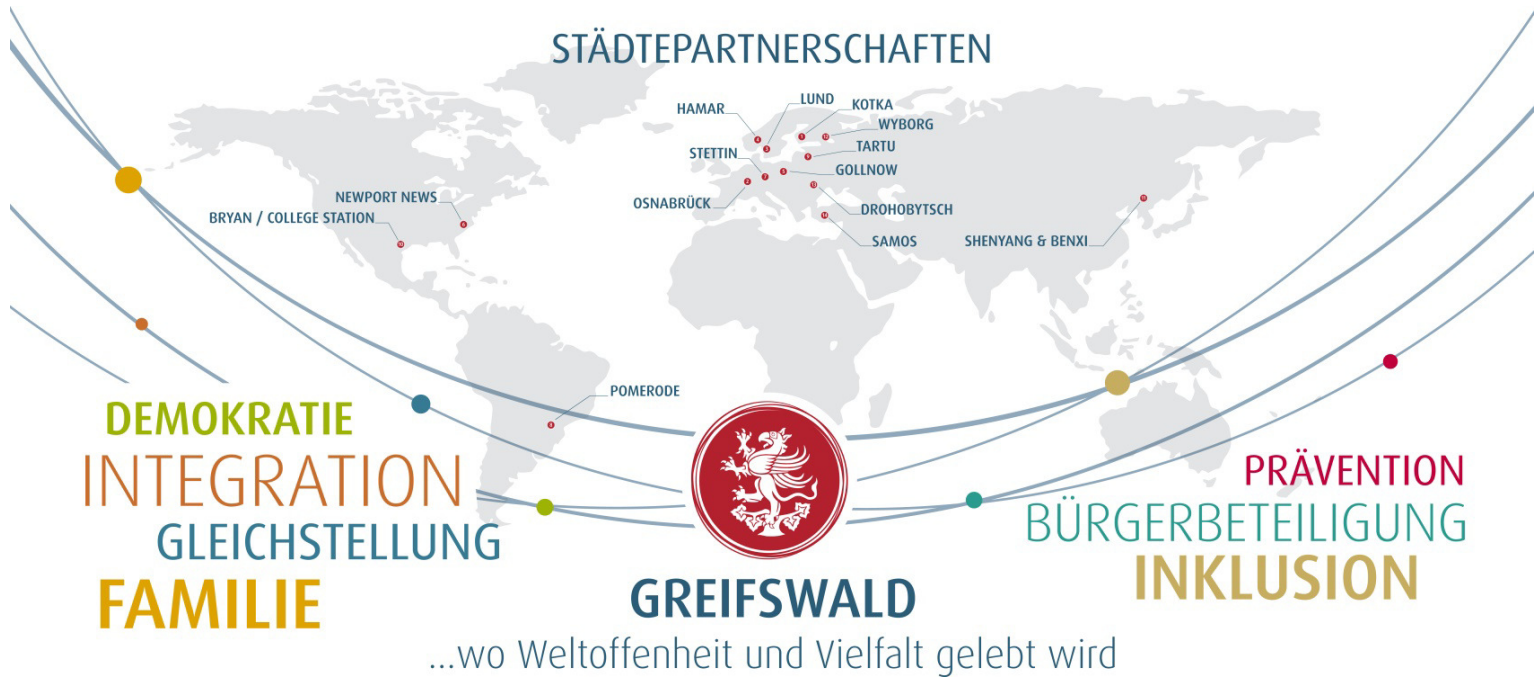 STÄDTEPARTNERSCHAFTEN
HAMAR
LUND
KOTKA
WYBORG
STETTIN
TARTU
GOLLNOW
OSNABRÜCK
DROHOBYTSCH
SAMOS
SHENYANG & BENXI
NEWPORT NEWS
BRYAN / COLLEGE STATION
POMERODE
DEMOKRATIE
INTEGRATION
GLEICHSTELLUNG
FAMILIE
PRÄVENTION
BÜRGERBETEILIGUNG
INKLUSION
GREIFSWALD
...wo Weltoffenheit und Vielfalt gelebt wird